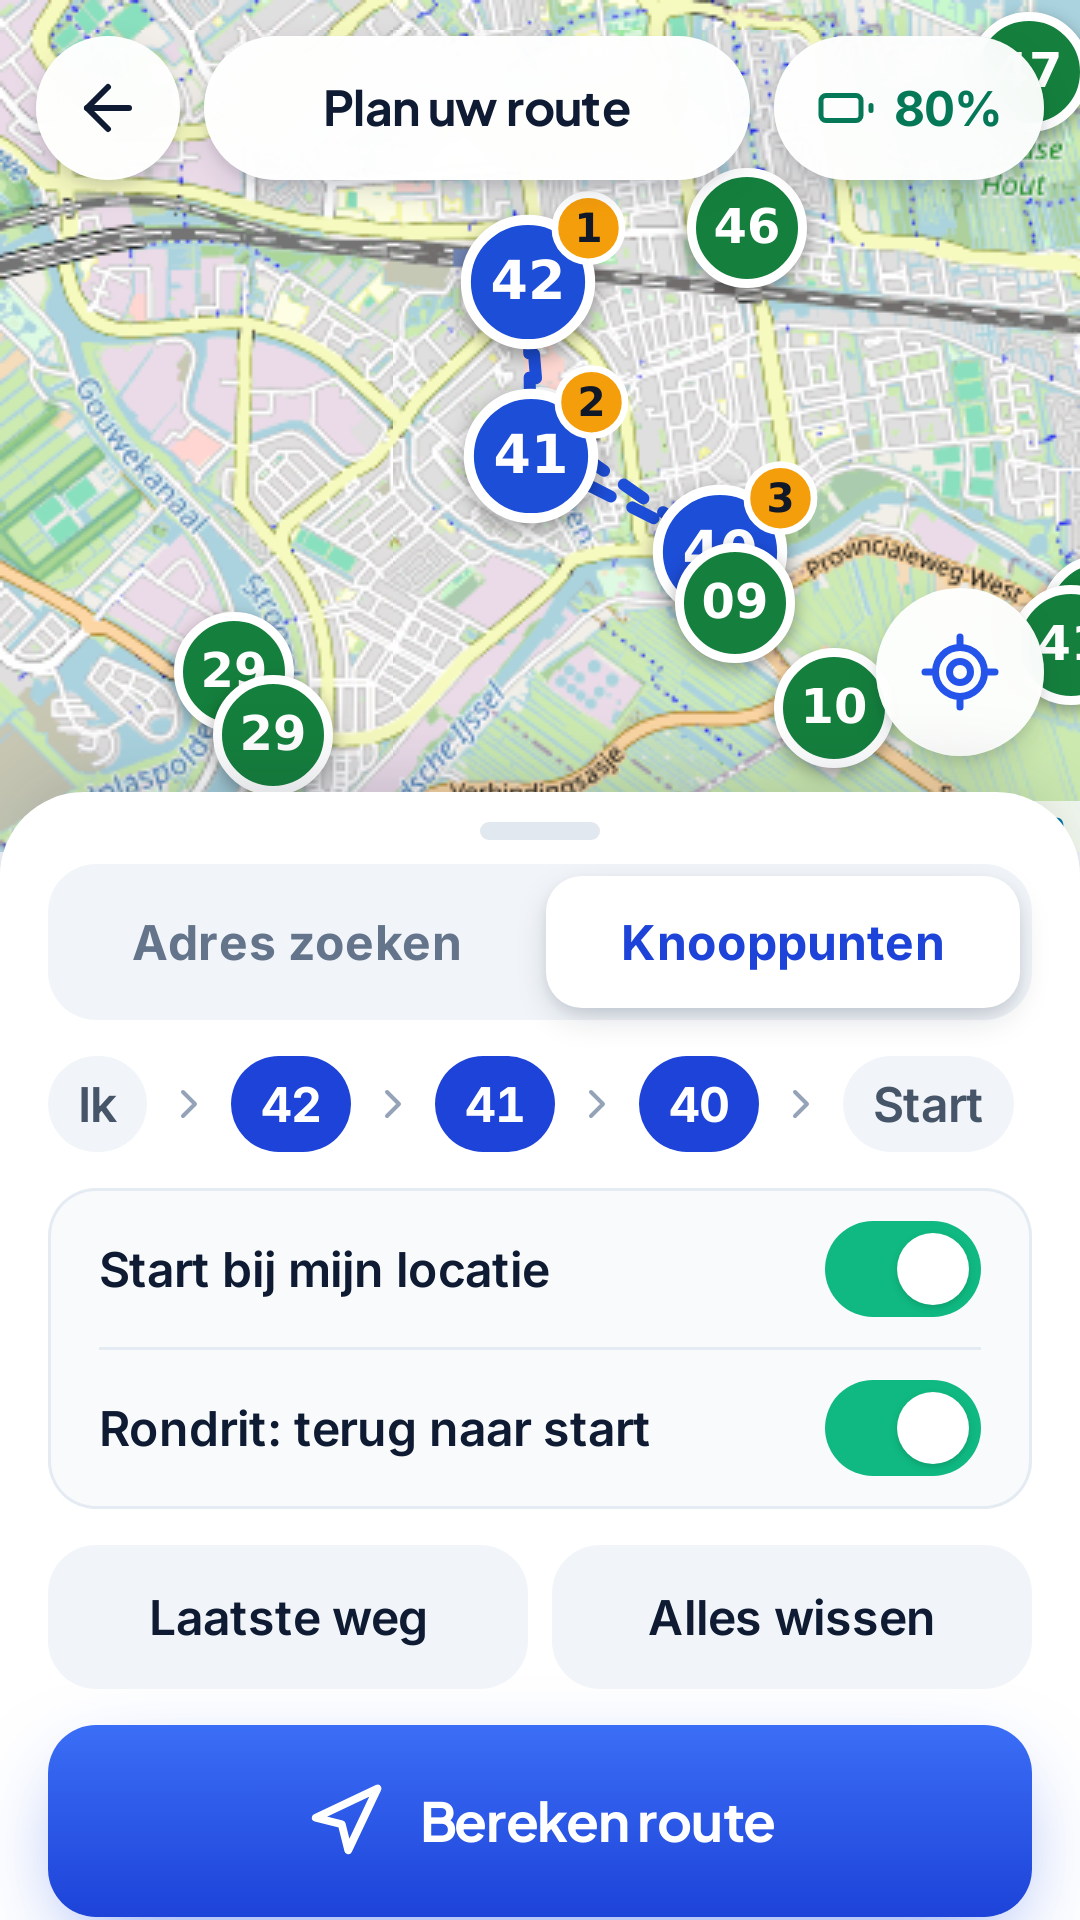 Plan uw route
80%
Hout
1
42
46
2
41
3
Gouwekanaal
Provincialeweg West
09
29
29
10
Verbindingsasje
Adres zoeken
Knooppunten
Ik
42
41
40
Start
Start bij mijn locatie
Rondrit: terug naar start
Laatste weg
Alles wissen
Bereken route